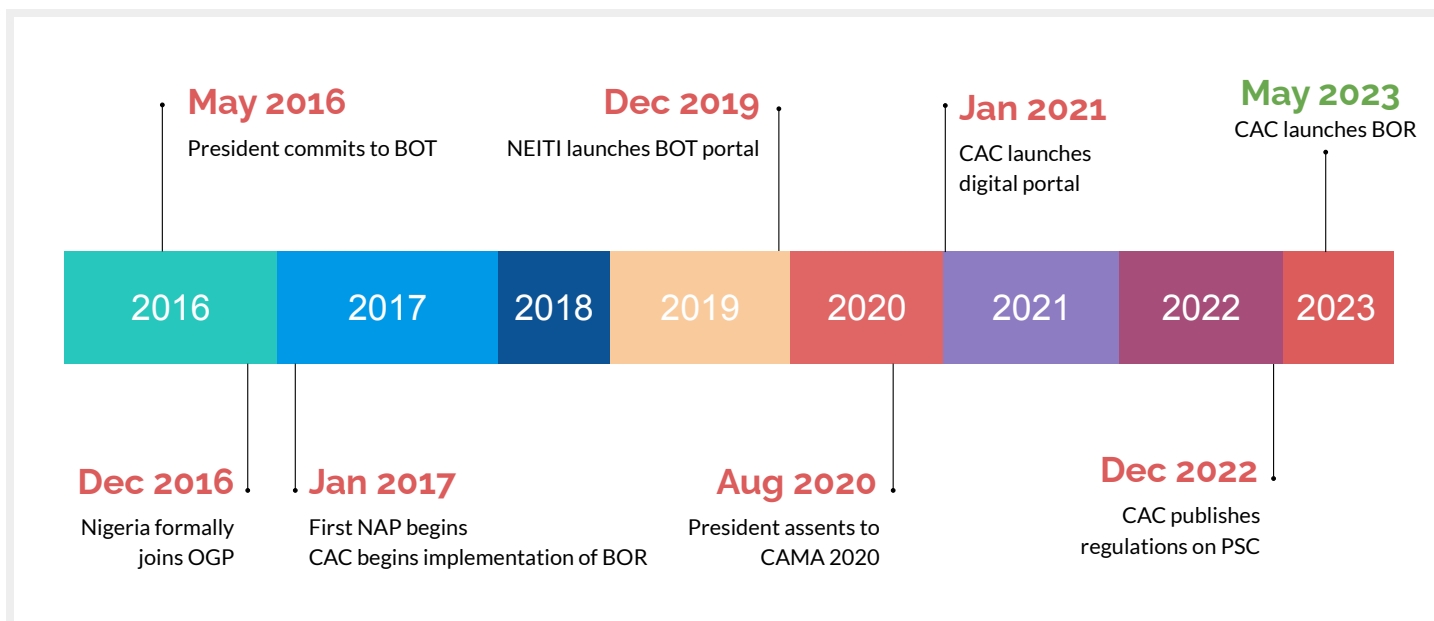 May 2016
President commits to BOT
Dec 2019
NEITI launches BOT portal
Jan 2021
CAC launches
digital portal
May 2023
CAC launches BOR
2016
2017
2018
2019
2020
2021
2022
2023
Dec 2016
Nigeria formally
joins OGP
Jan 2017
First NAP begins
CAC begins implementation of BOR
Aug 2020
President assents to
CAMA 2020
Dec 2022
CAC publishes
regulations on PSC